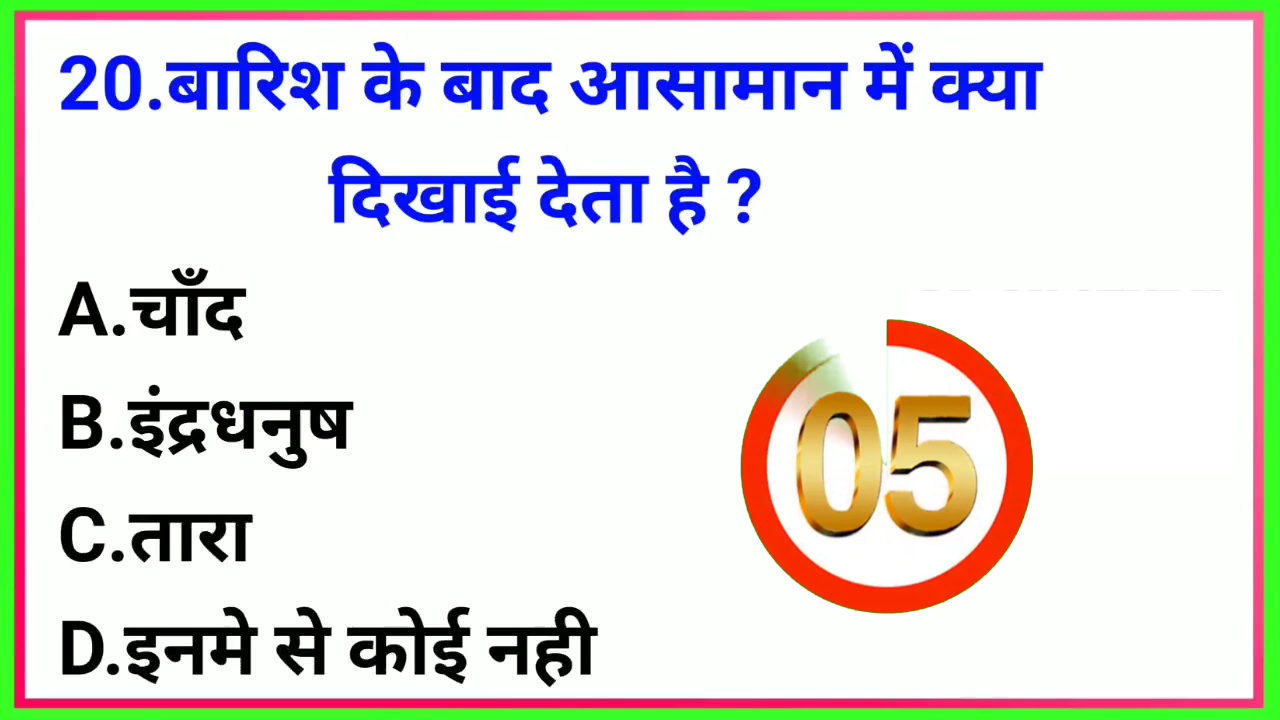 20.बारिश के बाद आसामान में क्या
दिखाई देता है ?
A.चाँद
B.इंद्रधनुष
C.तारा
D.इनमे से कोई नही
05